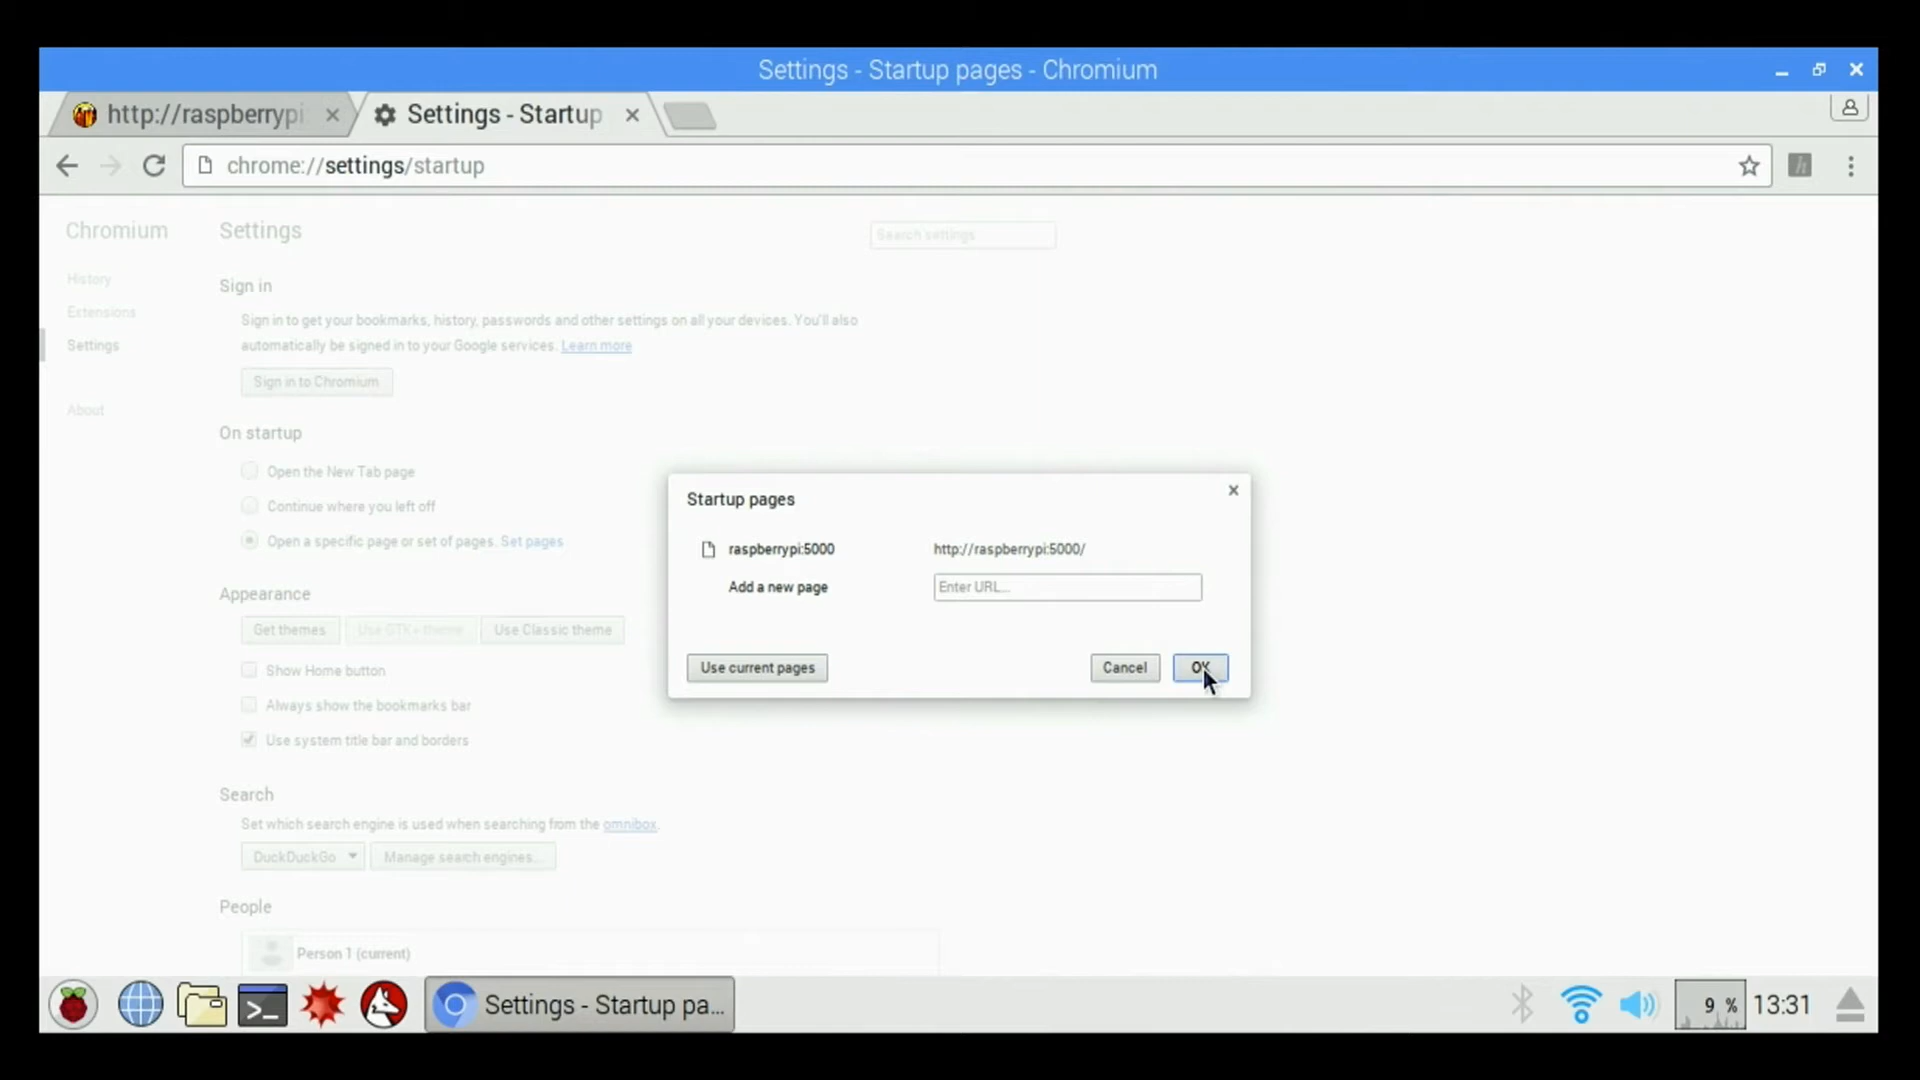 Settings - Startup pages - Chromium
http://raspberrypi
Settings - Startup
chrome://settings/startup
h
Chromium
Settings
Search settings
History
Extensions
Settings
About
Sign in
Sign in to get your bookmarks, history, passwords and other settings on all your devices. You'll also
automatically be signed in to your Google services. Learn more
Sign in to Chromium
On startup
Open the New Tab page
Continue where you left off
Open a specific page or set of pages. Set pages
Appearance
Get themes
Use GTK+ theme
Use Classic theme
Show Home button
Always show the bookmarks bar
Use system title bar and borders
Search
Set which search engine is used when searching from the omnibox.
DuckDuckGo
Manage search engines...
People
Person 1 (current)
Startup pages
raspberrypi:5000
http://raspberrypi:5000/
Add a new page
Enter URL...
Use current pages
Cancel
OK
Settings - Startup pa...
9 %
13:31